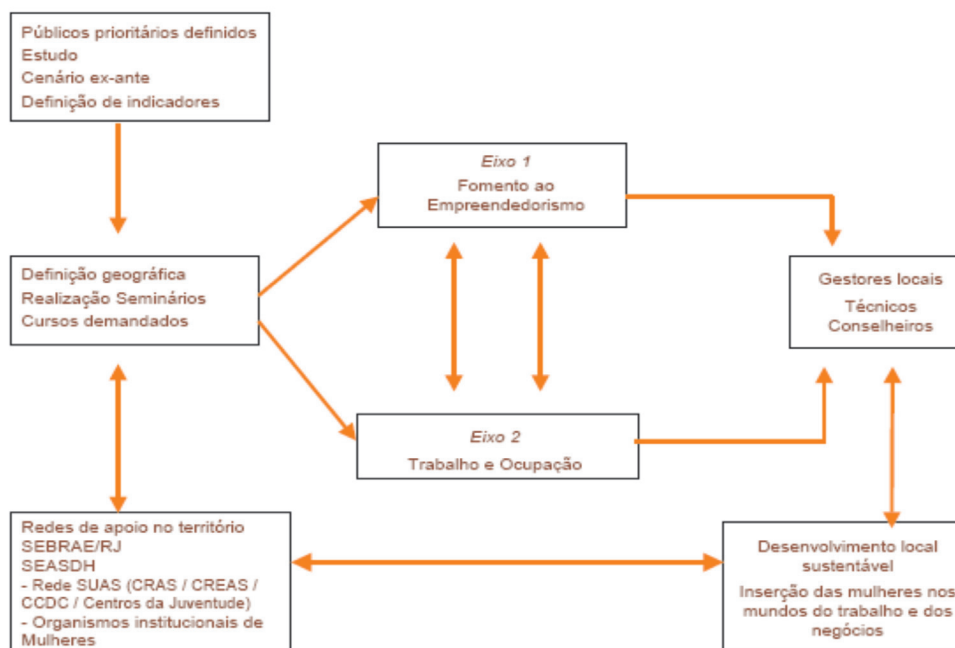 Públicos prioritários definidos
Estudo
Cenário ex-ante
Definição de indicadores
Eixo 1
Fomento ao
Empreendedorismo
Definição geográfica
Realização Seminários
Cursos demandados
Gestores locais
Técnicos
Conselheiros
Eixo 2
Trabalho e Ocupação
Redes de apoio no território
SEBRAE/RJ
SEASDH
- Rede SUAS (CRAS / CREAS /
CCDC / Centros da Juventude)
- Organismos institucionais de
Mulheres
Desenvolvimento local
sustentável
Inserção das mulheres nos
mundos do trabalho e dos
negócios